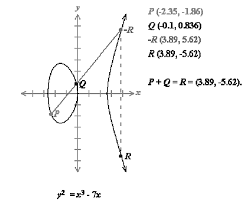 y
P (-2.35, -1.86)
Q (-0.1, 0.836)
-R (3.89, 5.62)
R (3.89, -5.62)
P + Q = R = (3.89, -5.62).
-R
Q
x
P
R
y² = x³ - 7x